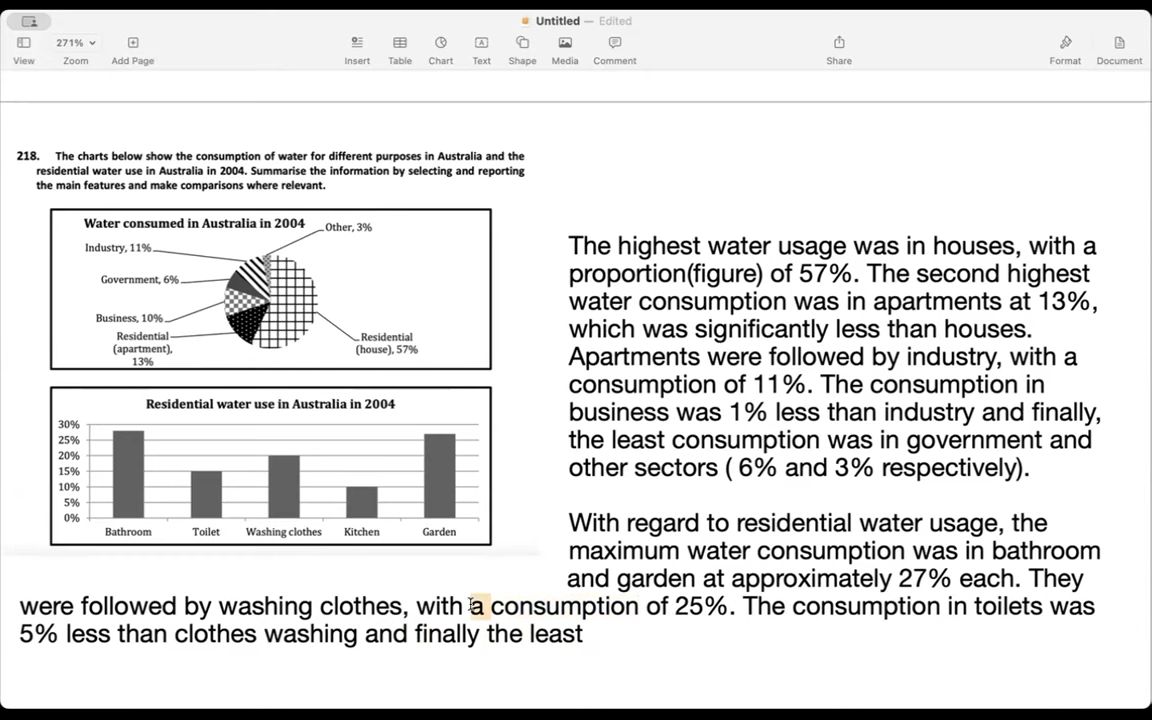 Untitled — Edited
271%
View
Zoom
Add Page
Insert
Table
Chart
Text
Shape
Media
Comment
Share
Format
Document
218. The charts below show the consumption of water for different purposes in Australia and the
residential water use in Australia in 2004. Summarise the information by selecting and reporting
the main features and make comparisons where relevant.
Water consumed in Australia in 2004
Other, 3%
Industry, 11%
Government, 6%
Business, 10%
Residential
(apartment),
13%
Residential
(house), 57%
Residential water use in Australia in 2004
30%
25%
20%
15%
10%
5%
0%
Bathroom
Toilet
Washing clothes
Kitchen
Garden
The highest water usage was in houses, with a
proportion(figure) of 57%. The second highest
water consumption was in apartments at 13%,
which was significantly less than houses.
Apartments were followed by industry, with a
consumption of 11%. The consumption in
business was 1% less than industry and finally,
the least consumption was in government and
other sectors ( 6% and 3% respectively).
With regard to residential water usage, the
maximum water consumption was in bathroom
and garden at approximately 27% each. They
were followed by washing clothes, with a consumption of 25%. The consumption in toilets was
5% less than clothes washing and finally the least